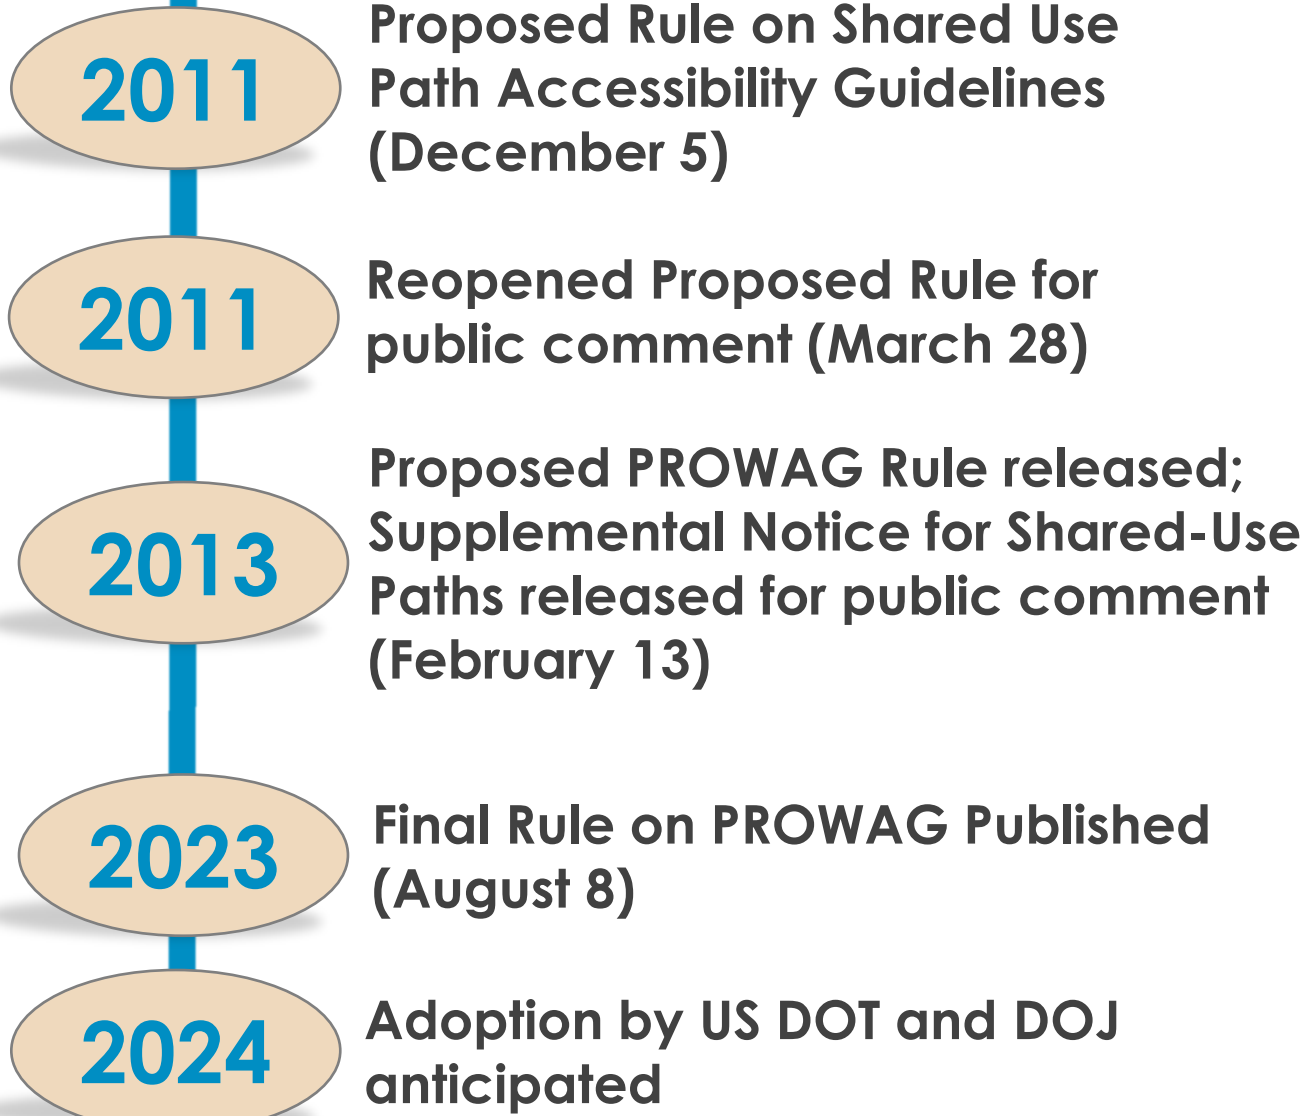 2011
Proposed Rule on Shared Use
Path Accessibility Guidelines
(December 5)
2011
Reopened Proposed Rule for
public comment (March 28)
2013
Proposed PROWAG Rule released;
Supplemental Notice for Shared-Use
Paths released for public comment
(February 13)
2023
Final Rule on PROWAG Published
(August 8)
2024
Adoption by US DOT and DOJ
anticipated